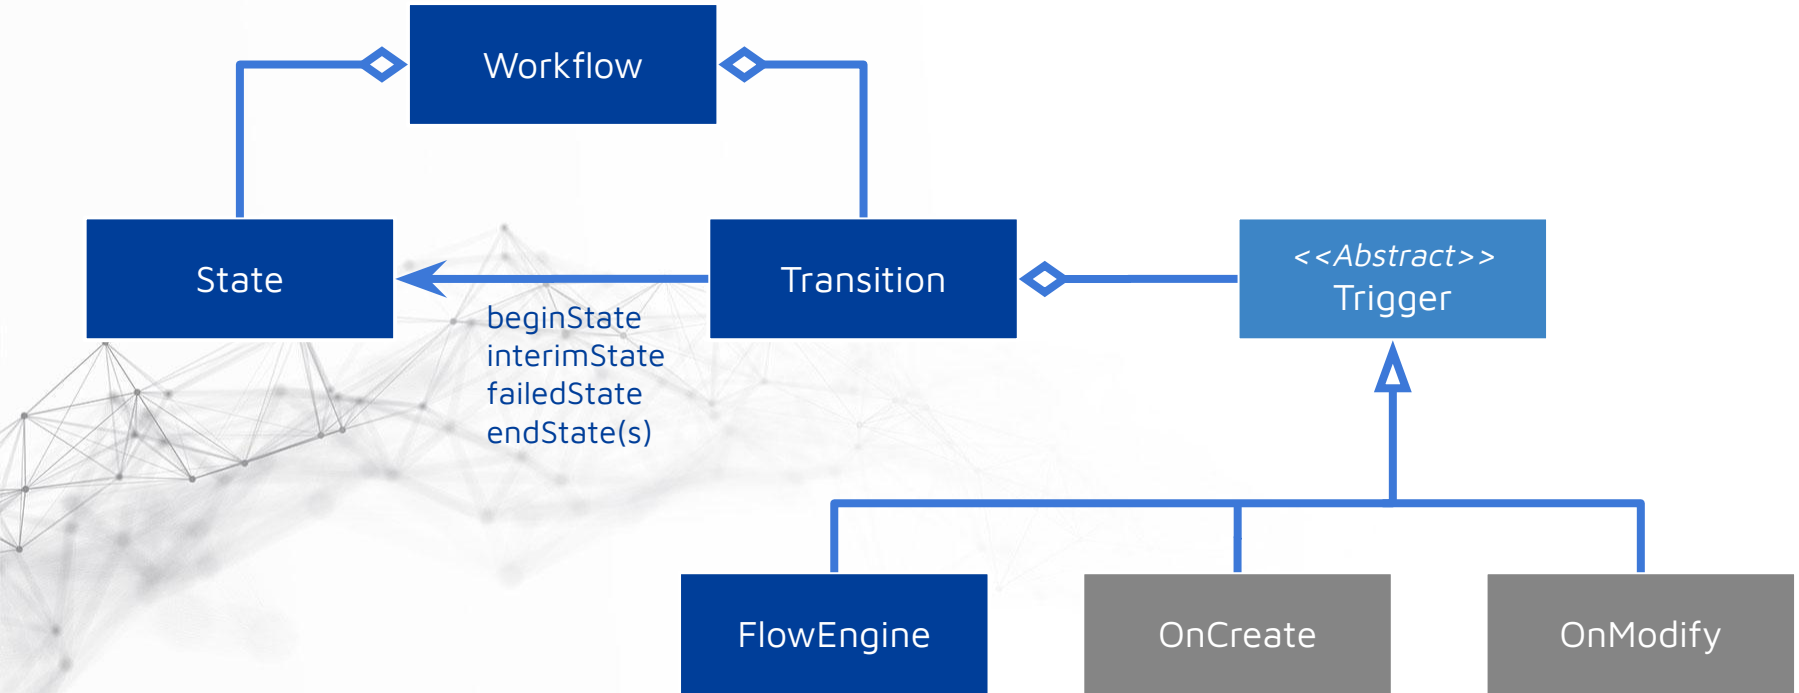 Workflow
State
Transition
<<Abstract>>
Trigger
beginState
interimState
failedState
endState(s)
FlowEngine
OnCreate
OnModify